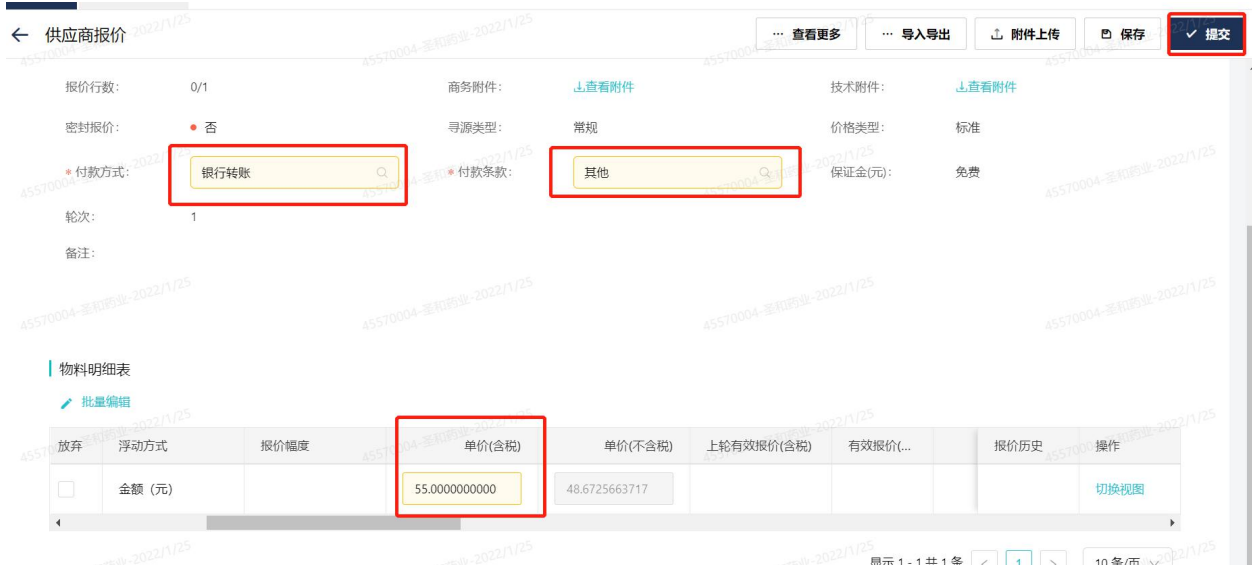 供应商报价
··· 查看更多
··· 导入导出
附件上传
保存
提交
报价行数: 0/1 商务附件: 查看附件 技术附件: 查看附件
密封报价: 否 寻源类型: 常规 价格类型: 标准
* 付款方式: 银行转账 * 付款条款: 其他 保证金(元): 免费
轮次: 1
备注:
45570004-圣和药业-2022/1/25
物料明细表
批量编辑
放弃 浮动方式 报价幅度 单价(含税) 单价(不含税) 上轮有效报价(含税) 有效报价(... 报价历史 操作
金额 (元) 55.0000000000 48.6725663717 切换视图
显示 1 - 1 共 1 条 < 1 > 10 条/页